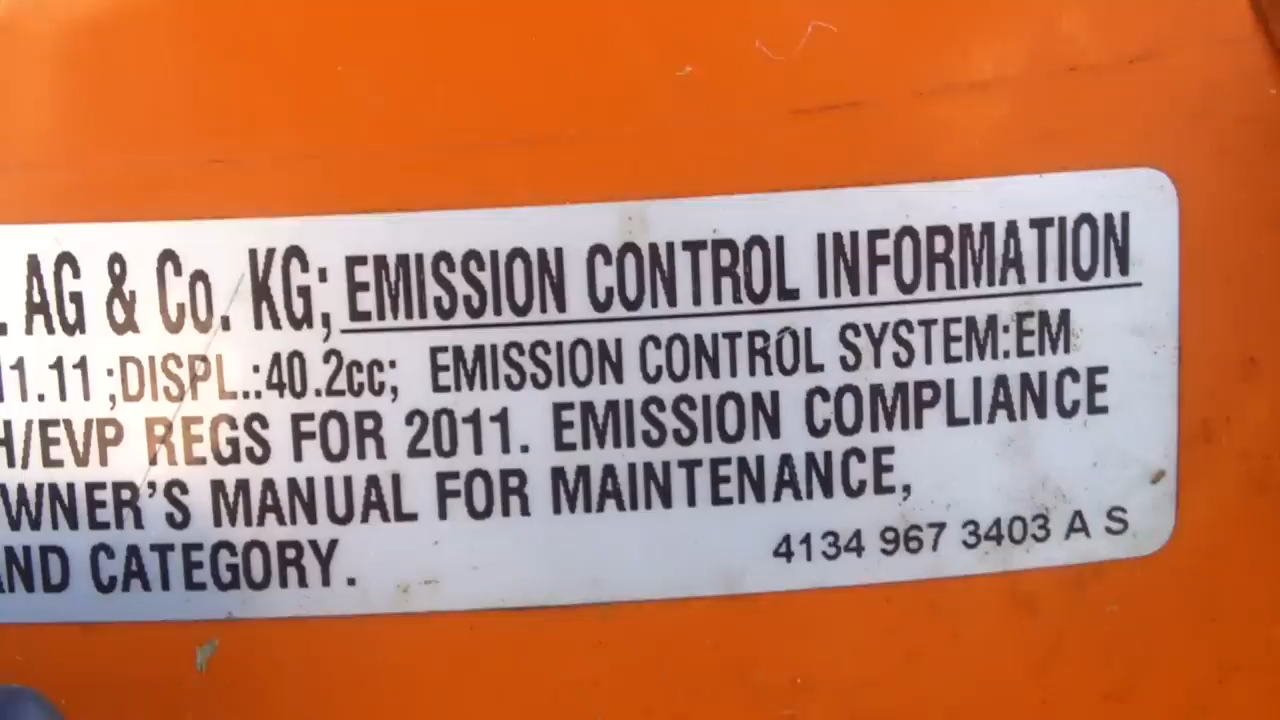 . AG & Co. KG; EMISSION CONTROL INFORMATION
11.11 ;DISPL.:40.2cc; EMISSION CONTROL SYSTEM:EM
H/EVP REGS FOR 2011. EMISSION COMPLIANCE
WNER'S MANUAL FOR MAINTENANCE,
AND CATEGORY.
4134 967 3403 A S